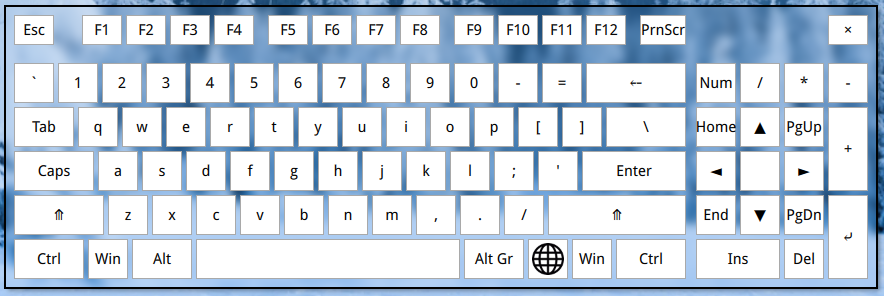 Esc F1 F2 F3 F4 F5 F6 F7 F8 F9 F10 F11 F12 PrnScr ×
` 1 2 3 4 5 6 7 8 9 0 - = ← Num / * -
Tab q w e r t y u i o p [ ] \ Home ▲ PgUp +
Caps a s d f g h j k l ; ' Enter ◄ ►
⇑ z x c v b n m , . / ⇑ End ▼ PgDn ↵
Ctrl Win Alt Alt Gr Win Ctrl Ins Del